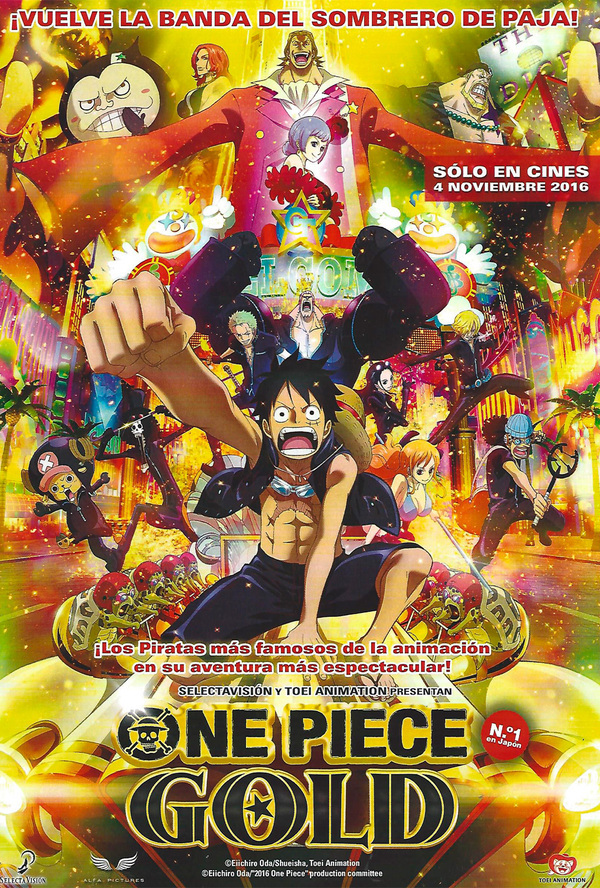 ¡VUELVE LA BANDA DEL SOMBRERO DE PAJA!
SÓLO EN CINES
4 NOVIEMBRE 2016
¡Los Piratas más famosos de la animación
en su aventura más espectacular!
SELECTAVISIÓN Y TOEI ANIMATION PRESENTAN
ONE PIECE
N.º1
en Japón
GOLD
©Eiichiro Oda/Shueisha, Toei Animation
©Eiichiro Oda/"2016 One Piece" production committee
SELECTAVISIÓN
ALFA PICTURES
TOEI ANIMATION